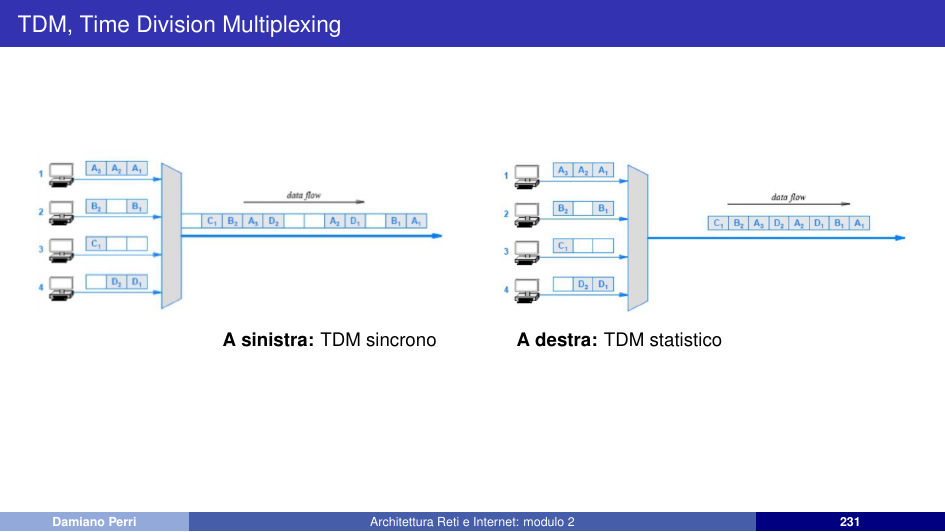 TDM, Time Division Multiplexing
1 A3 A2 A1
2 B2 B1
3 C1
4 D2 D1
data flow
C1 B2 A3 D2 A2 D1 B1 A1
1 A3 A2 A1
2 B2 B1
3 C1
4 D2 D1
data flow
C1 B2 A3 D2 A2 D1 B1 A1
A sinistra: TDM sincrono
A destra: TDM statistico
Damiano Perri
Architettura Reti e Internet: modulo 2
231